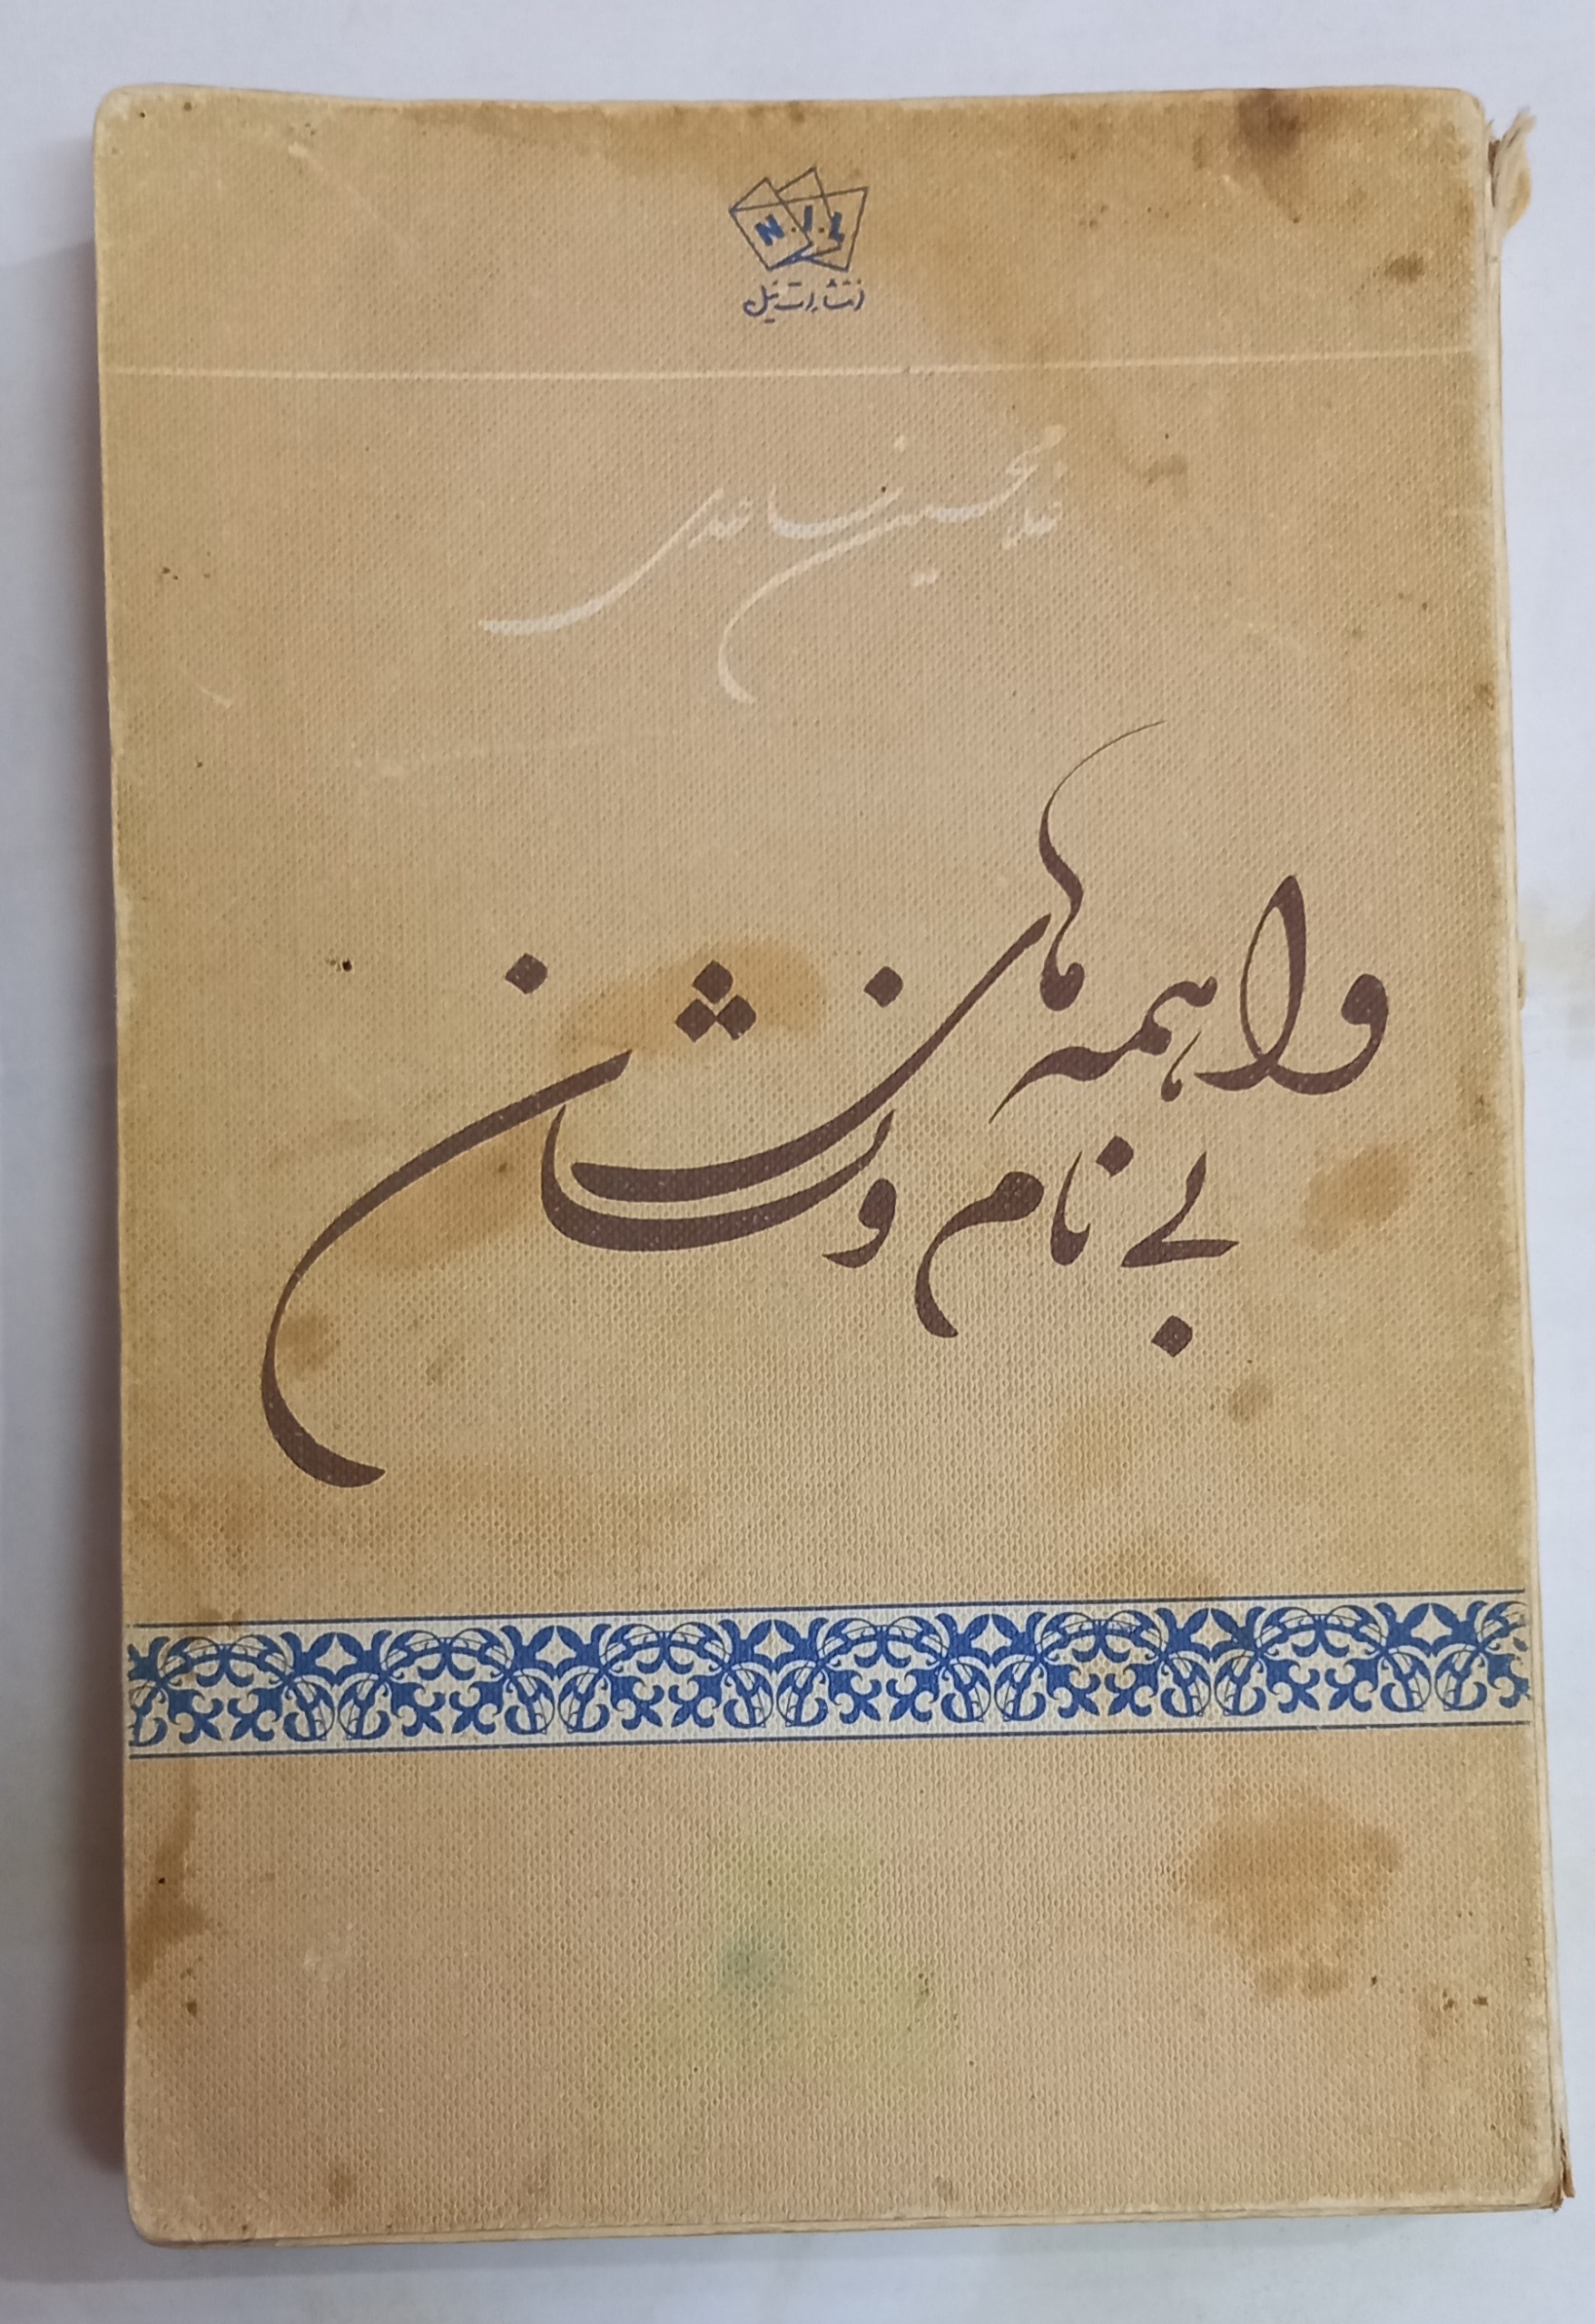 N.I.L
انتشارات نیل
غلامحسین ساعدی
واهمه های
بی نام و نشان